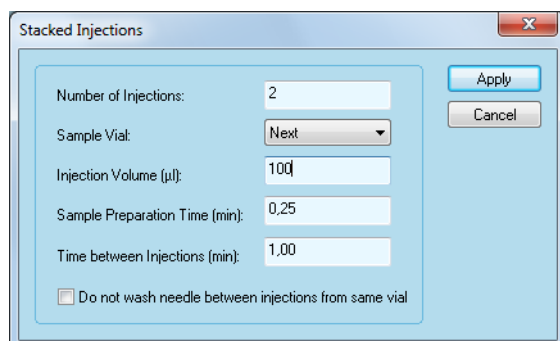 Stacked Injections
Number of Injections: 2
Sample Vial: Next
Injection Volume (µl): 100
Sample Preparation Time (min): 0,25
Time between Injections (min): 1,00
Do not wash needle between injections from same vial
Apply
Cancel